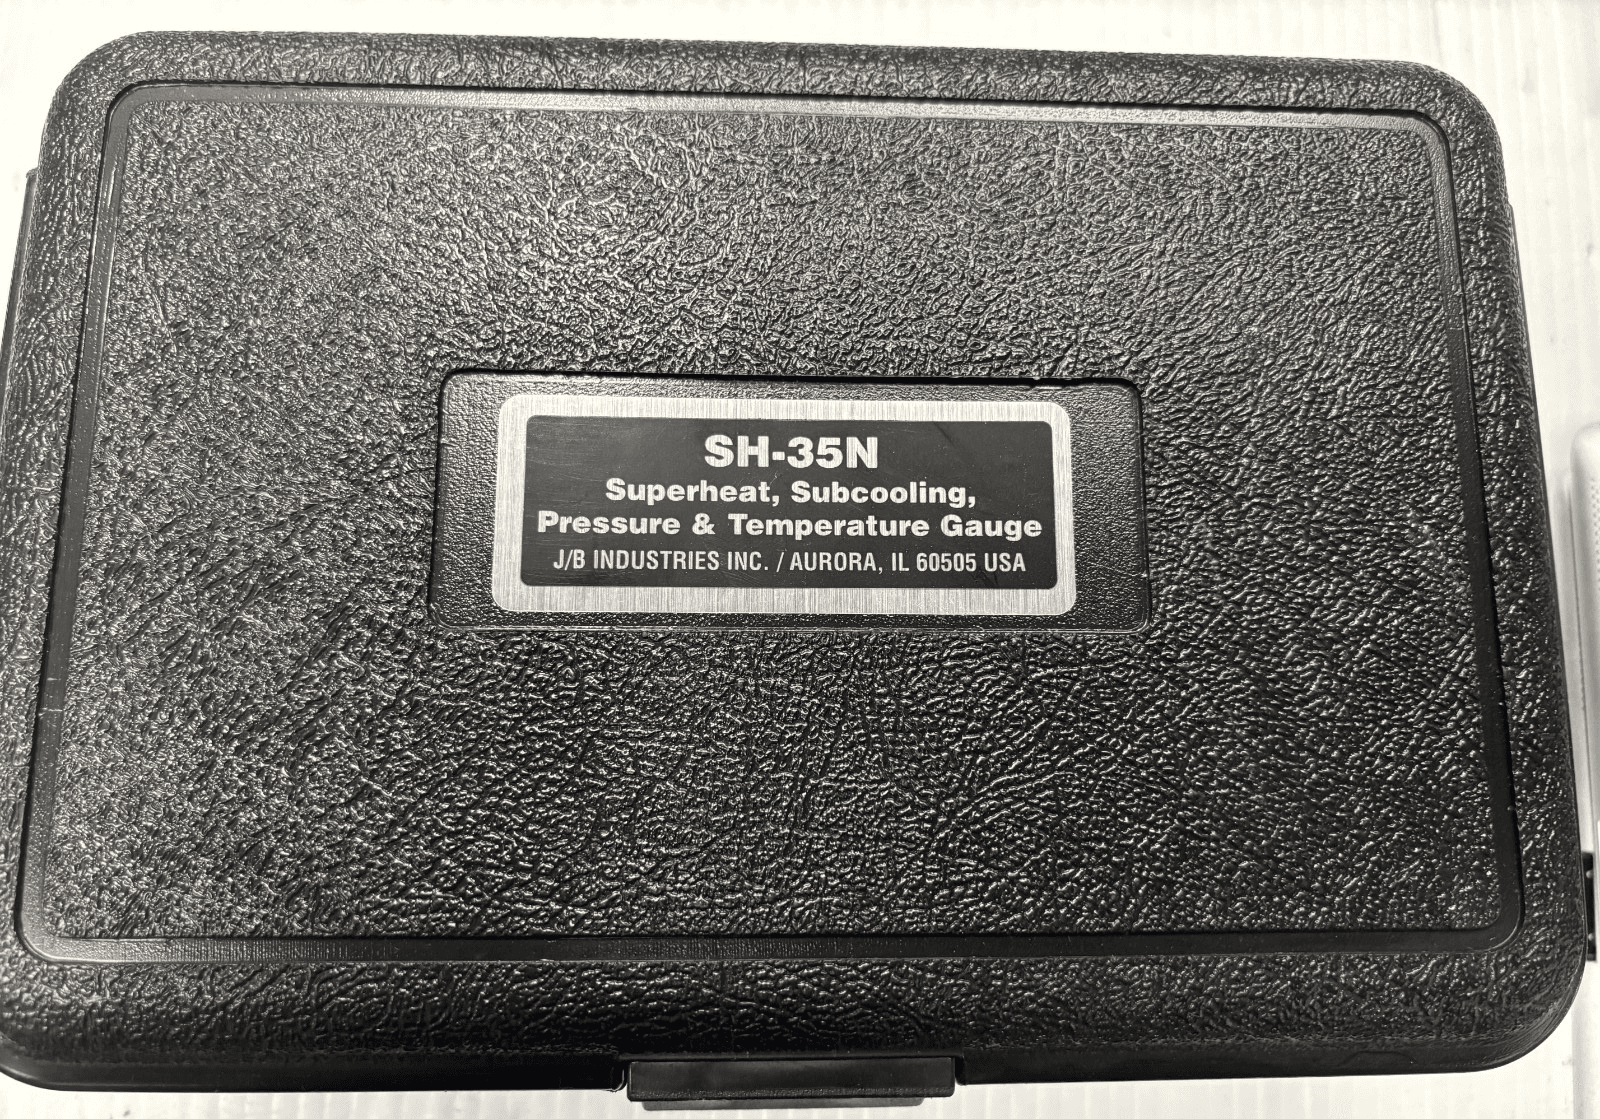 SH-35N
Superheat, Subcooling,
Pressure & Temperature Gauge
J/B INDUSTRIES INC. / AURORA, IL 60505 USA